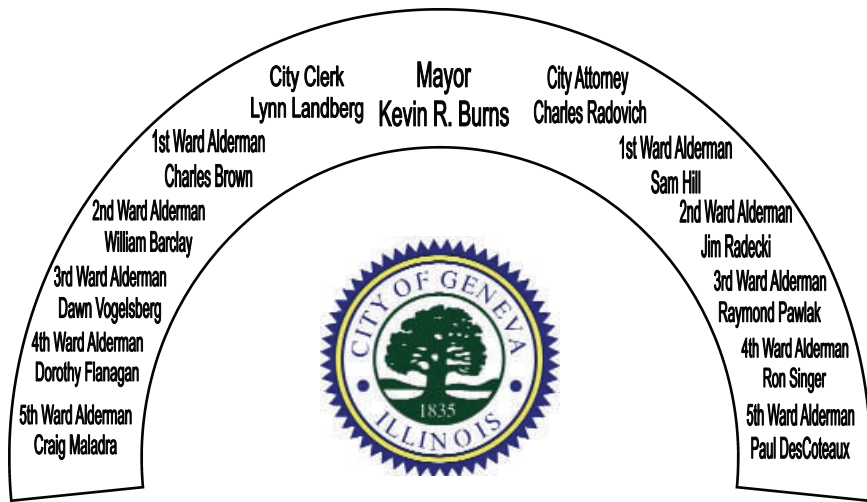 City Clerk
Lynn Landberg
Mayor
Kevin R. Burns
City Attorney
Charles Radovich
1st Ward Alderman
Charles Brown
2nd Ward Alderman
William Barclay
3rd Ward Alderman
Dawn Vogelsberg
4th Ward Alderman
Dorothy Flanagan
5th Ward Alderman
Craig Maladra
1st Ward Alderman
Sam Hill
2nd Ward Alderman
Jim Radecki
3rd Ward Alderman
Raymond Pawlak
4th Ward Alderman
Ron Singer
5th Ward Alderman
Paul DesCoteaux
CITY OF GENEVA
1835
ILLINOIS